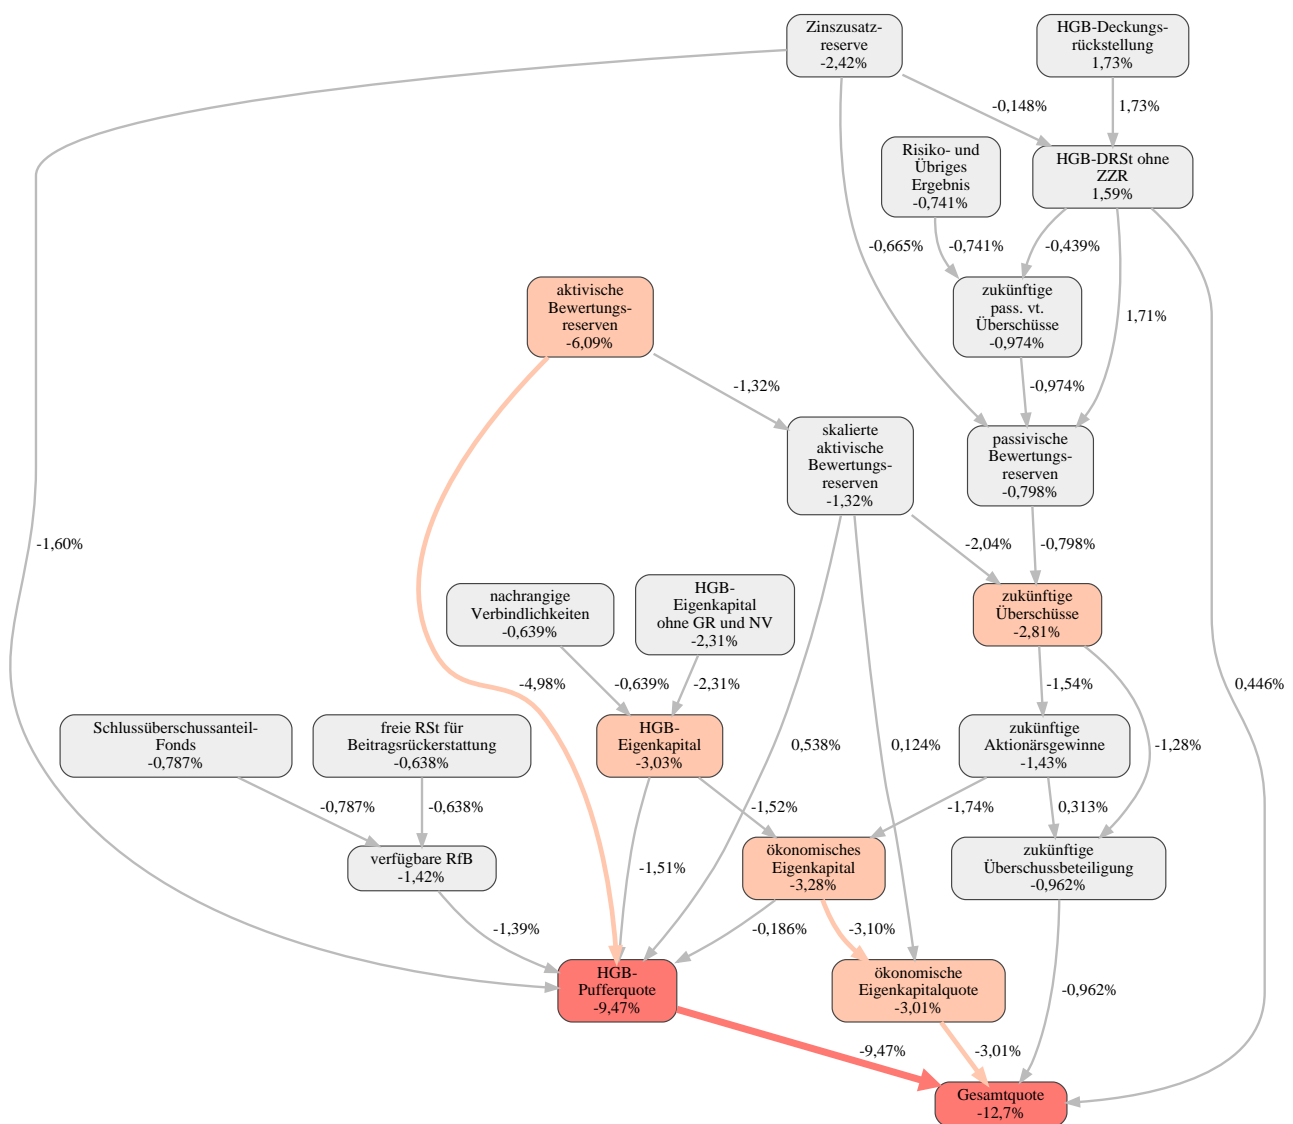 Zinszusatz-
reserve
-2,42%
HGB-Deckungs-
rückstellung
1,73%
-0,148%
1,73%
Risiko- und
Übriges
Ergebnis
-0,741%
HGB-DRSt ohne
ZZR
1,59%
-0,665%
-0,741%
-0,439%
aktivische
Bewertungs-
reserven
-6,09%
zukünftige
pass. vt.
Überschüsse
-0,974%
1,71%
-1,32%
-0,974%
skalierte
aktivische
Bewertungs-
reserven
-1,32%
passivische
Bewertungs-
reserven
-0,798%
-1,60%
-2,04%
-0,798%
nachrangige
Verbindlichkeiten
-0,639%
HGB-
Eigenkapital
ohne GR und NV
-2,31%
zukünftige
Überschüsse
-2,81%
-4,98%
-0,639%
-2,31%
-1,54%
0,446%
Schlussüberschussanteil-
Fonds
-0,787%
freie RSt für
Beitragsrückerstattung
-0,638%
HGB-
Eigenkapital
-3,03%
0,538%
0,124%
zukünftige
Aktionärsgewinne
-1,43%
-1,28%
-0,787%
-0,638%
-1,52%
-1,74%
0,313%
verfügbare RfB
-1,42%
-1,51%
ökonomisches
Eigenkapital
-3,28%
zukünftige
Überschussbeteiligung
-0,962%
-1,39%
-0,186%
-3,10%
HGB-
Pufferquote
-9,47%
ökonomische
Eigenkapitalquote
-3,01%
-0,962%
-9,47%
-3,01%
Gesamtquote
-12,7%